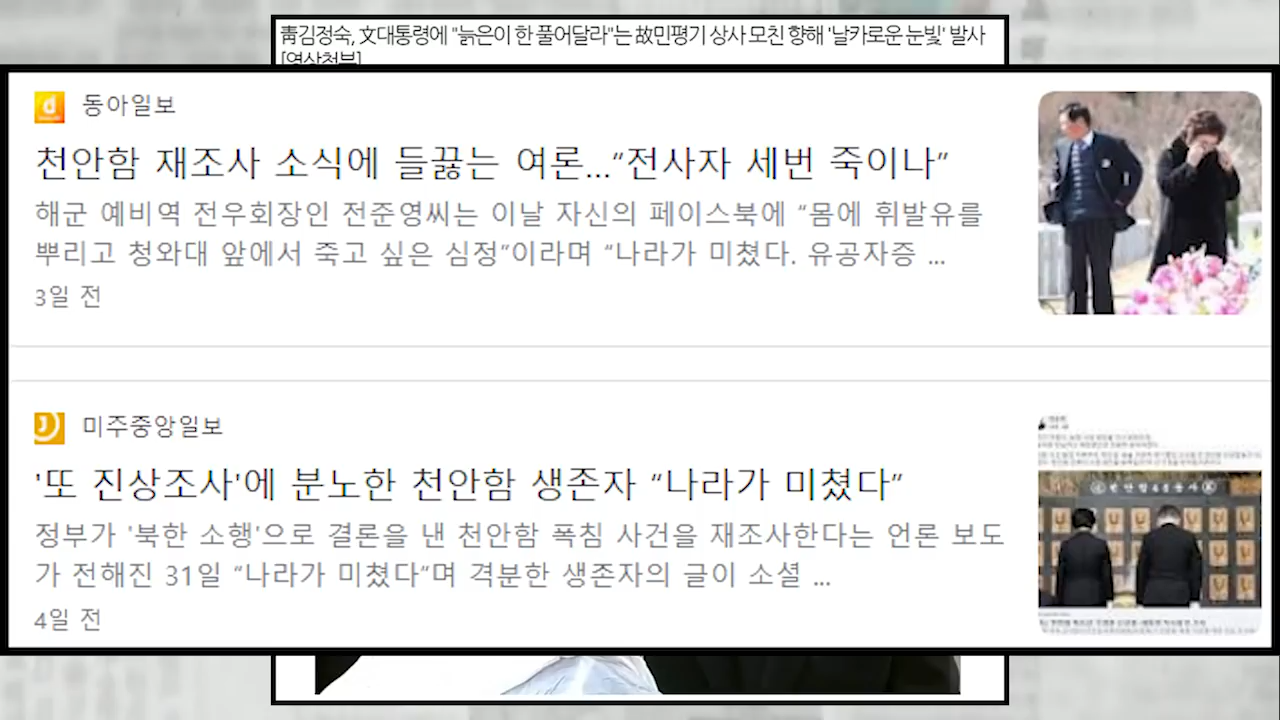 靑김정숙, 文대통령에 "늙은이 한 풀어달라"는 故민평기 상사 모친 향해 '날카로운 눈빛' 발사
[영상첨부]
동아일보
천안함 재조사 소식에 들끓는 여론…“전사자 세번 죽이나”
해군 예비역 전우회장인 전준영씨는 이날 자신의 페이스북에 “몸에 휘발유를
뿌리고 청와대 앞에서 죽고 싶은 심정”이라며 “나라가 미쳤다. 유공자증 ...
3일 전
미주중앙일보
'또 진상조사'에 분노한 천안함 생존자 “나라가 미쳤다”
정부가 '북한 소행'으로 결론을 낸 천안함 폭침 사건을 재조사한다는 언론 보도
가 전해진 31일 “나라가 미쳤다“며 격분한 생존자의 글이 소셜 ...
4일 전